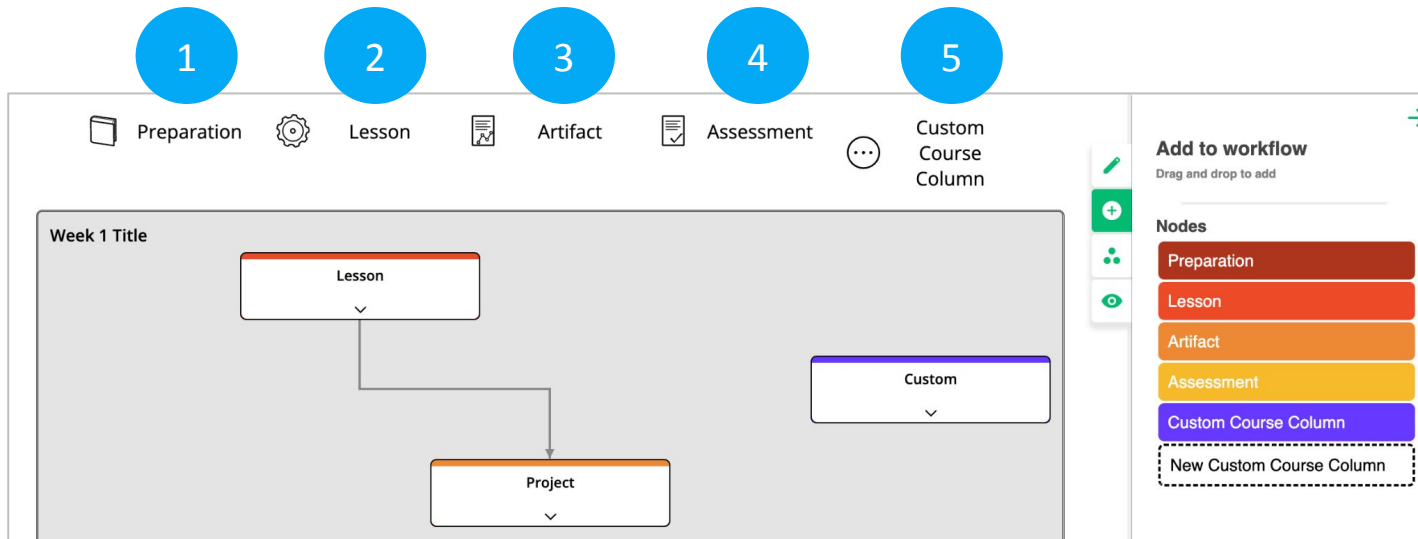 1 2 3 4 5
Preparation Lesson Artifact Assessment Custom
Course
Column
Week 1 Title
Lesson
Custom
Project
Add to workflow
Drag and drop to add
Nodes
Preparation
Lesson
Artifact
Assessment
Custom Course Column
New Custom Course Column